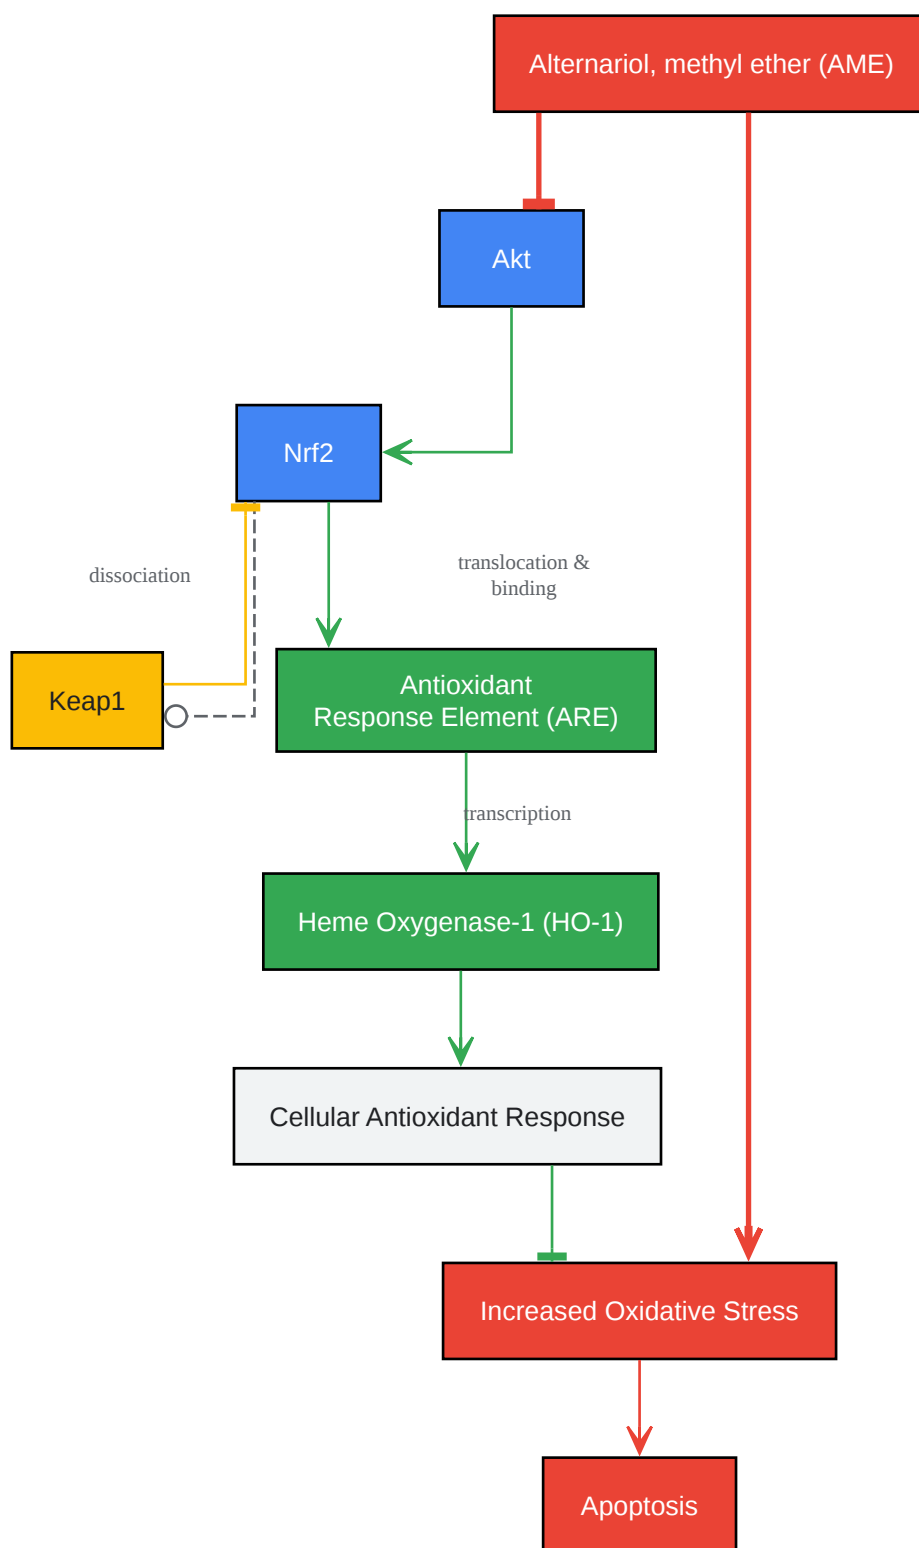 Alternariol, methyl ether (AME)
Akt
Nrf2
dissociation
translocation &
binding
Keap1
Antioxidant
Response Element (ARE)
transcription
Heme Oxygenase-1 (HO-1)
Cellular Antioxidant Response
Increased Oxidative Stress
Apoptosis